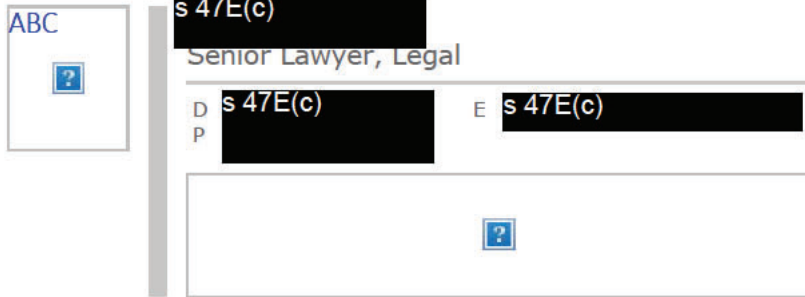 ABC
s 47E(c)
Senior Lawyer, Legal
D s 47E(c) E s 47E(c)
P